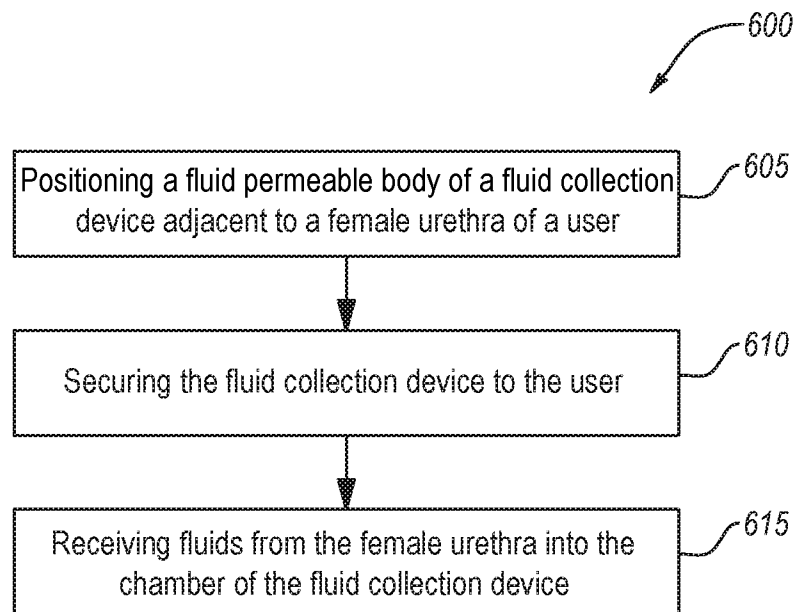 600
Positioning a fluid permeable body of a fluid collection
device adjacent to a female urethra of a user
605
Securing the fluid collection device to the user
610
Receiving fluids from the female urethra into the
chamber of the fluid collection device
615